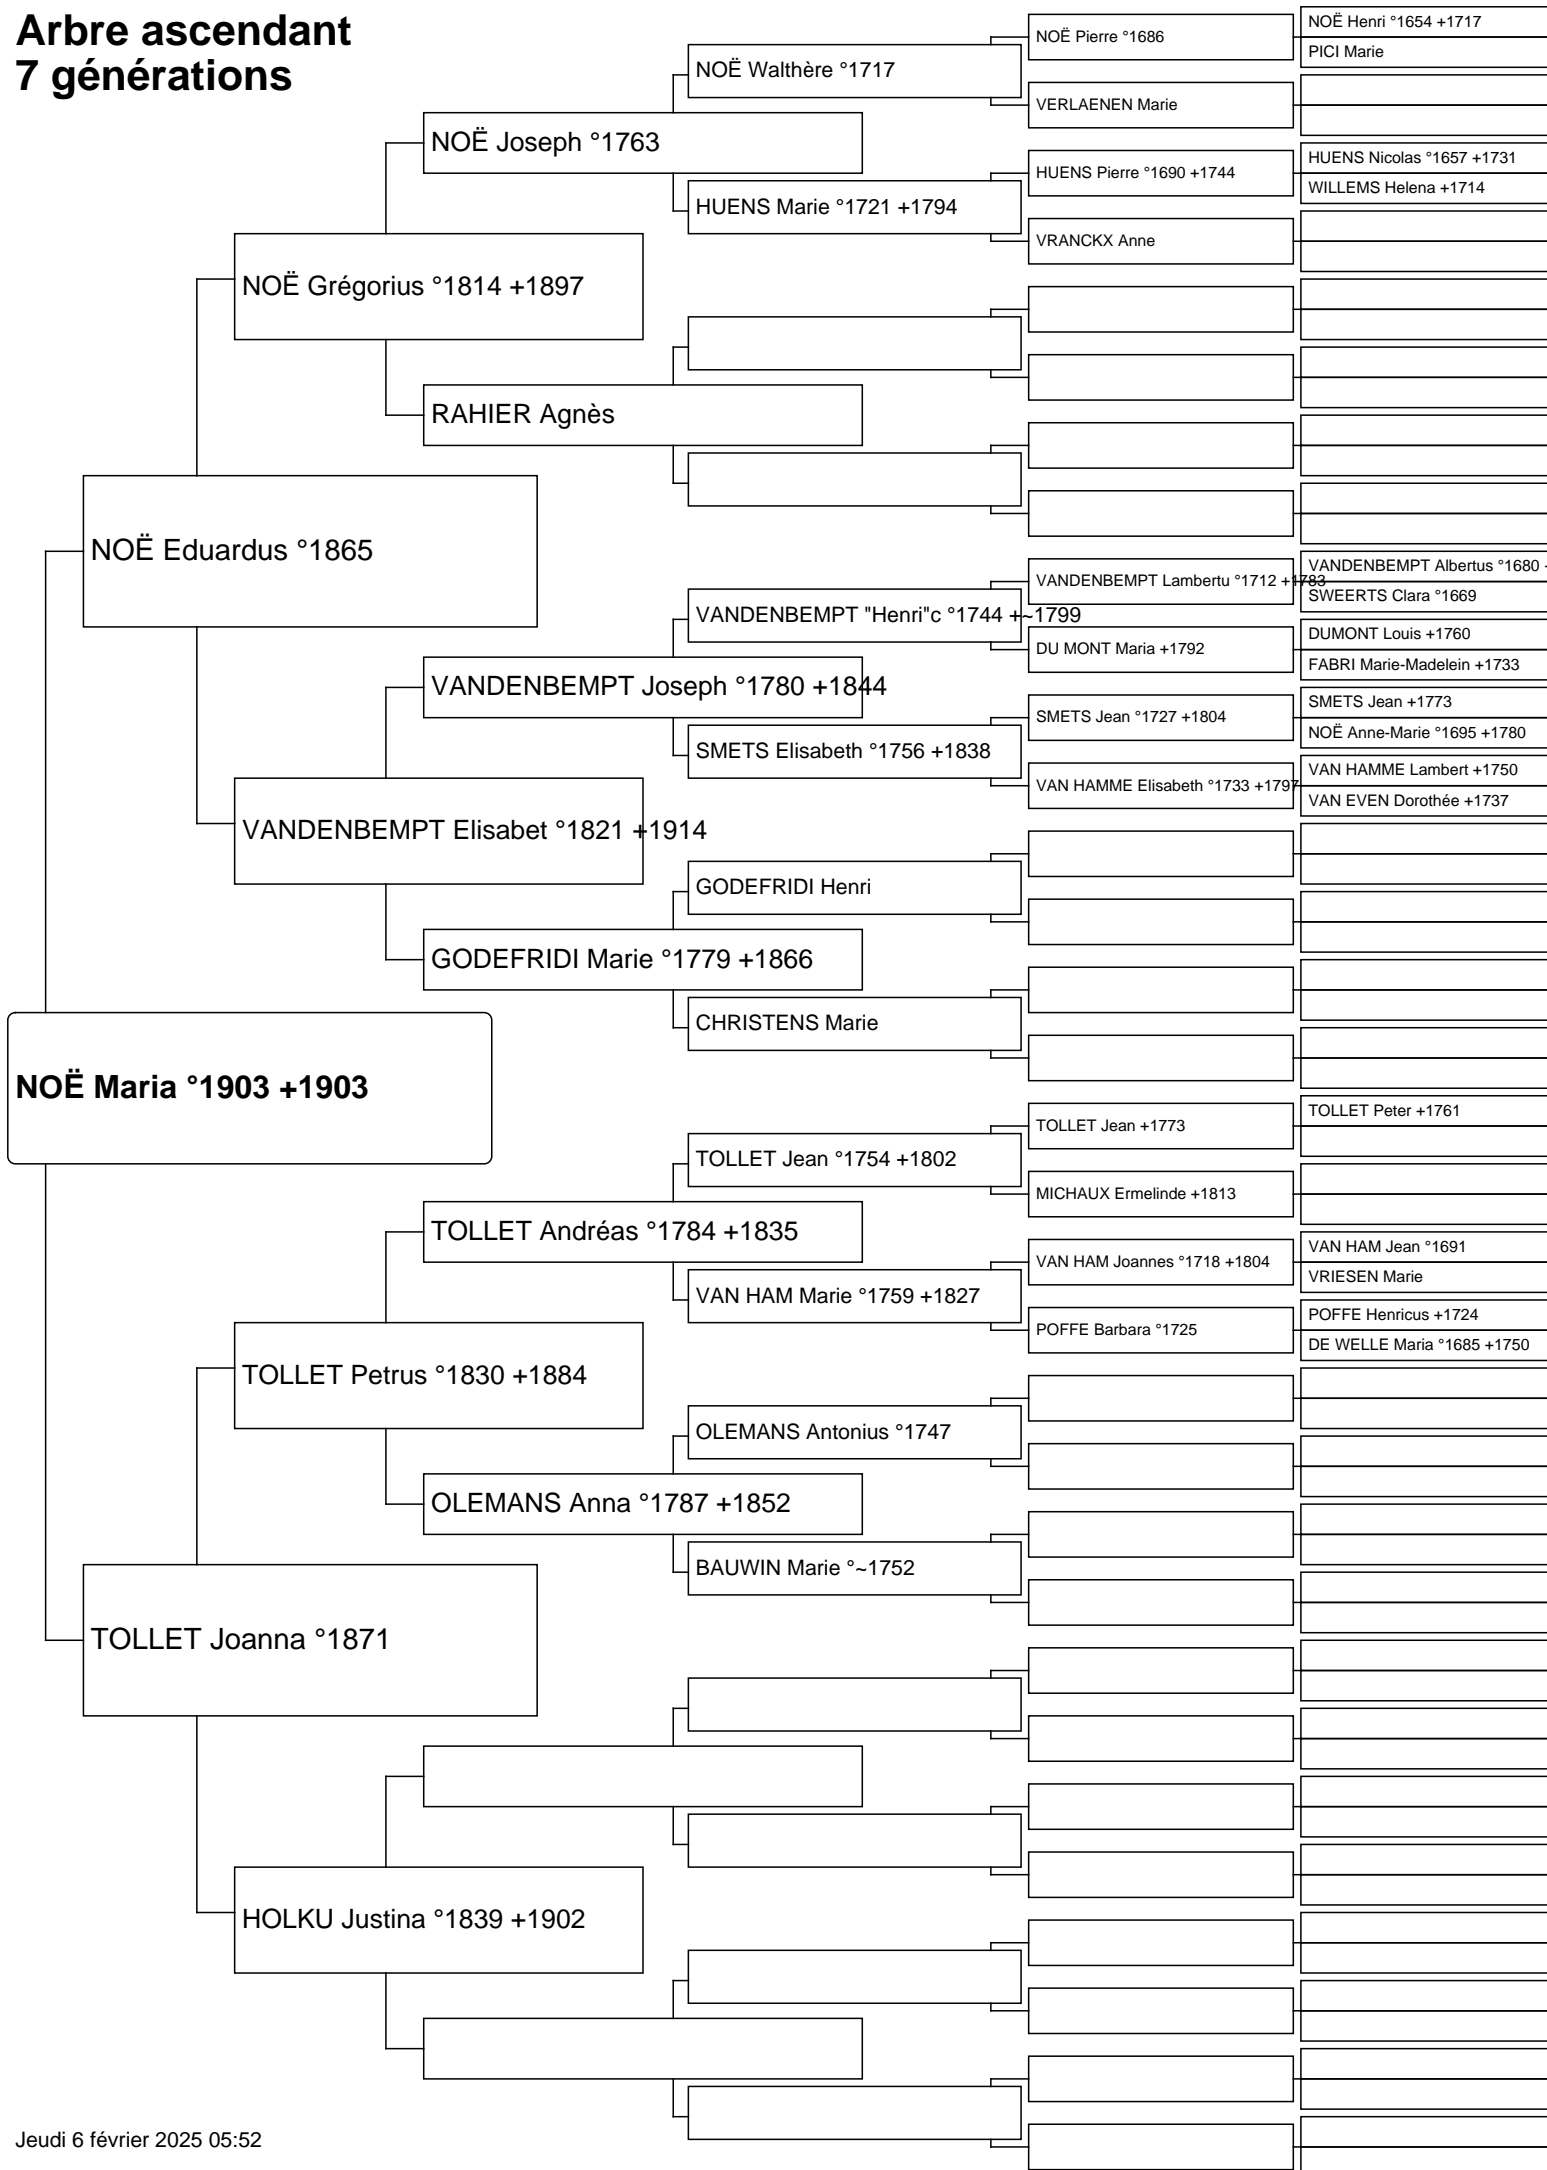 Arbre ascendant
7 générations
NOË Henri °1654 +1717
NOË Pierre °1686
PICI Marie
NOË Walthère °1717
VERLAENEN Marie
NOË Joseph °1763
HUENS Nicolas °1657 +1731
HUENS Pierre °1690 +1744
WILLEMS Helena +1714
HUENS Marie °1721 +1794
VRANCKX Anne
NOË Grégorius °1814 +1897
RAHIER Agnès
NOË Eduardus °1865
VANDENBEMPT Albertus °1680
VANDENBEMPT Lambertu °1712 +1783
SWEERTS Clara °1669
VANDENBEMPT "Henri"c °1744 +~1799
DUMONT Louis +1760
DU MONT Maria +1792
FABRI Marie-Madelein +1733
VANDENBEMPT Joseph °1780 +1844
SMETS Jean +1773
SMETS Jean °1727 +1804
NOË Anne-Marie °1695 +1780
SMETS Elisabeth °1756 +1838
VAN HAMME Lambert +1750
VAN HAMME Elisabeth °1733 +1797
VAN EVEN Dorothée +1737
VANDENBEMPT Elisabet °1821 +1914
GODEFRIDI Henri
GODEFRIDI Marie °1779 +1866
CHRISTENS Marie
NOË Maria °1903 +1903
TOLLET Peter +1761
TOLLET Jean +1773
TOLLET Jean °1754 +1802
MICHAUX Ermelinde +1813
TOLLET Andréas °1784 +1835
VAN HAM Jean °1691
VAN HAM Joannes °1718 +1804
VRIESEN Marie
VAN HAM Marie °1759 +1827
POFFE Henricus +1724
POFFE Barbara °1725
DE WELLE Maria °1685 +1750
TOLLET Petrus °1830 +1884
OLEMANS Antonius °1747
OLEMANS Anna °1787 +1852
BAUWIN Marie °~1752
TOLLET Joanna °1871
HOLKU Justina °1839 +1902
Jeudi 6 février 2025 05:52